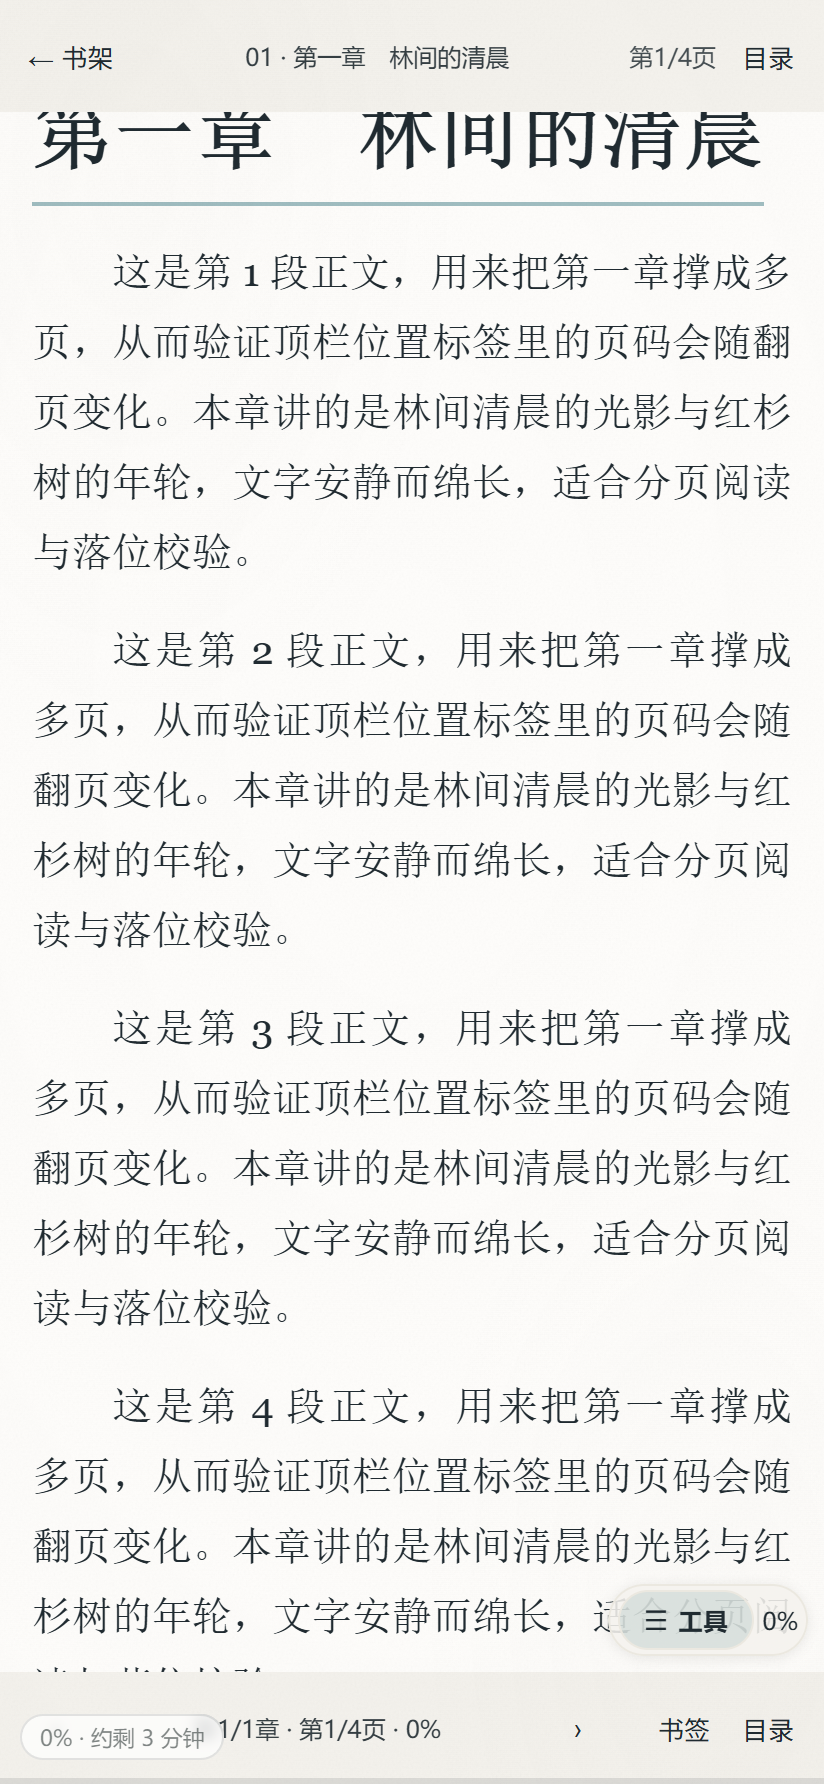 ← 书架 01 · 第一章　林间的清晨 第1/4页 目录
第一章　林间的清晨
这是第 1 段正文，用来把第一章撑成多
页，从而验证顶栏位置标签里的页码会随翻
页变化。本章讲的是林间清晨的光影与红杉
树的年轮，文字安静而绵长，适合分页阅读
与落位校验。
这是第 2 段正文，用来把第一章撑成
多页，从而验证顶栏位置标签里的页码会随
翻页变化。本章讲的是林间清晨的光影与红
杉树的年轮，文字安静而绵长，适合分页阅
读与落位校验。
这是第 3 段正文，用来把第一章撑成
多页，从而验证顶栏位置标签里的页码会随
翻页变化。本章讲的是林间清晨的光影与红
杉树的年轮，文字安静而绵长，适合分页阅
读与落位校验。
这是第 4 段正文，用来把第一章撑成
多页，从而验证顶栏位置标签里的页码会随
翻页变化。本章讲的是林间清晨的光影与红
杉树的年轮，文字安静而绵长，适合分页阅
☰ 工具 0%
0% · 约剩 3 分钟 1/1章 · 第1/4页 · 0% › 书签 目录